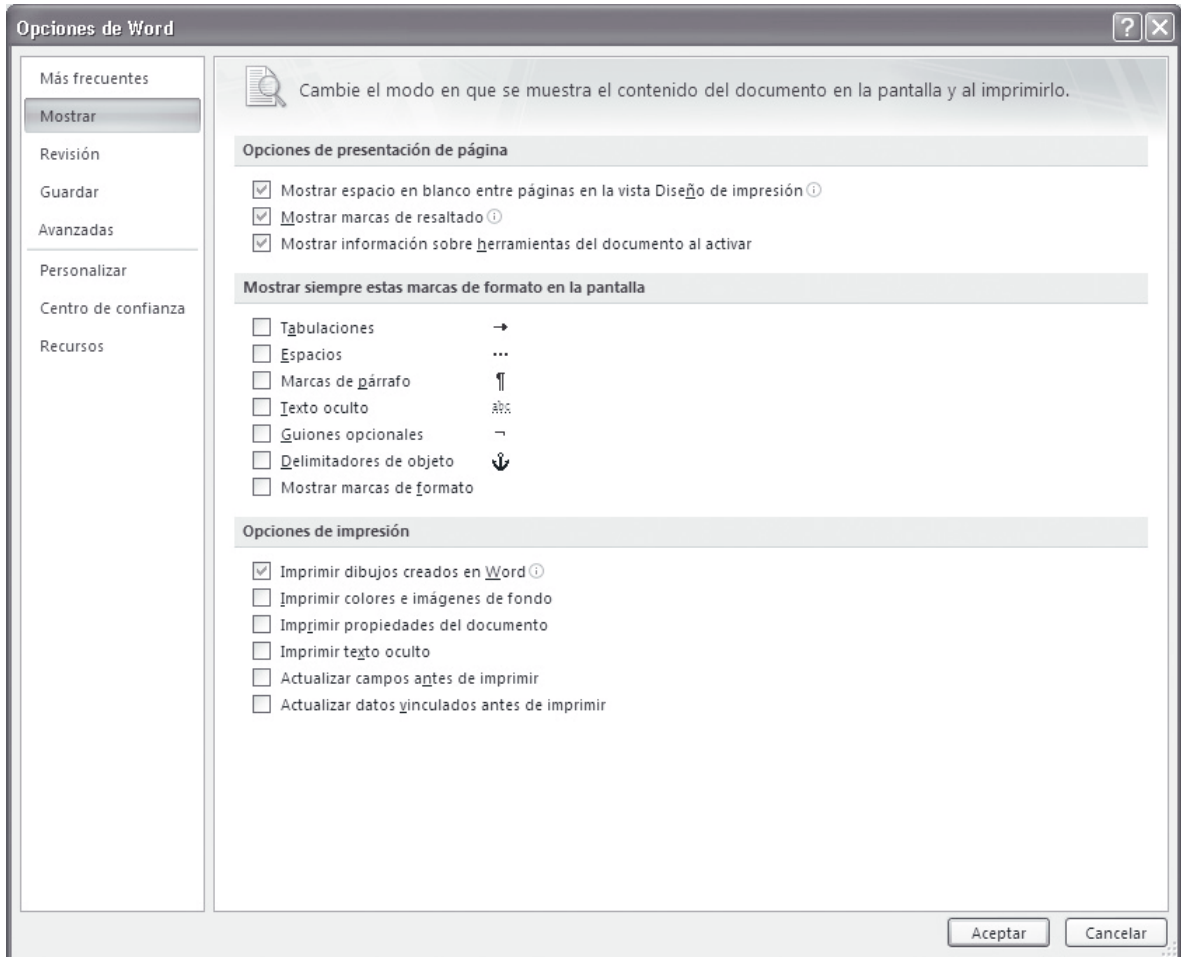 Opciones de Word
Más frecuentes
Mostrar
Revisión
Guardar
Avanzadas
Personalizar
Centro de confianza
Recursos
Cambie el modo en que se muestra el contenido del documento en la pantalla y al imprimirlo.
Opciones de presentación de página
Mostrar espacio en blanco entre páginas en la vista Diseño de impresión
Mostrar marcas de resaltado
Mostrar información sobre herramientas del documento al activar
Mostrar siempre estas marcas de formato en la pantalla
Tabulaciones →
Espacios ...
Marcas de párrafo ¶
Texto oculto abc
Guiones opcionales ¬
Delimitadores de objeto
Mostrar marcas de formato
Opciones de impresión
Imprimir dibujos creados en Word
Imprimir colores e imágenes de fondo
Imprimir propiedades del documento
Imprimir texto oculto
Actualizar campos antes de imprimir
Actualizar datos vinculados antes de imprimir
Aceptar Cancelar